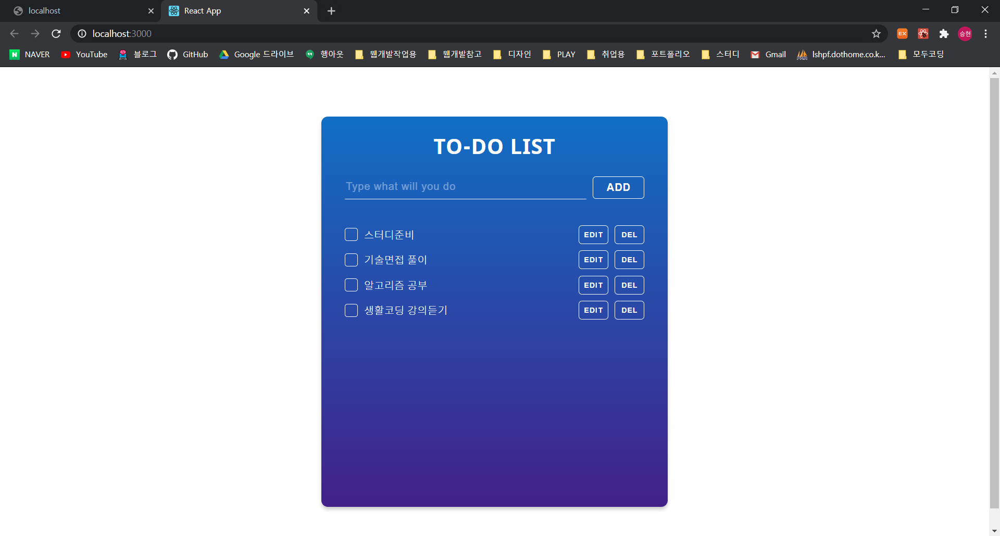 localhost
React App
localhost:3000
EX
승현
NAVER YouTube 블로그 GitHub Google 드라이브 행아웃 웹개발작업용 웹개발참고 디자인 PLAY 취업용 포트폴리오 스터디 Gmail lshpf.dothome.co.k... 모두코딩
TO-DO LIST
Type what will you do ADD
스터디준비 EDIT DEL
기술면접 풀이 EDIT DEL
알고리즘 공부 EDIT DEL
생활코딩 강의듣기 EDIT DEL